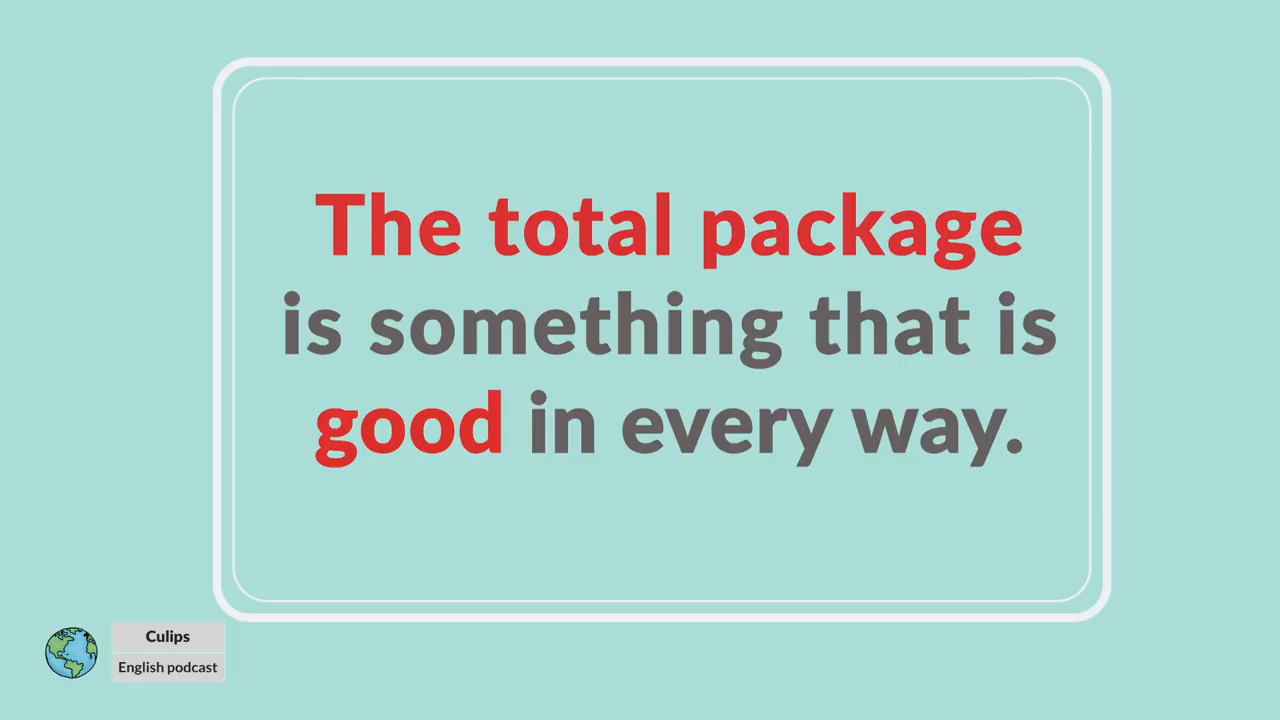 The total package
is something that is
good in every way.
Culips
English podcast